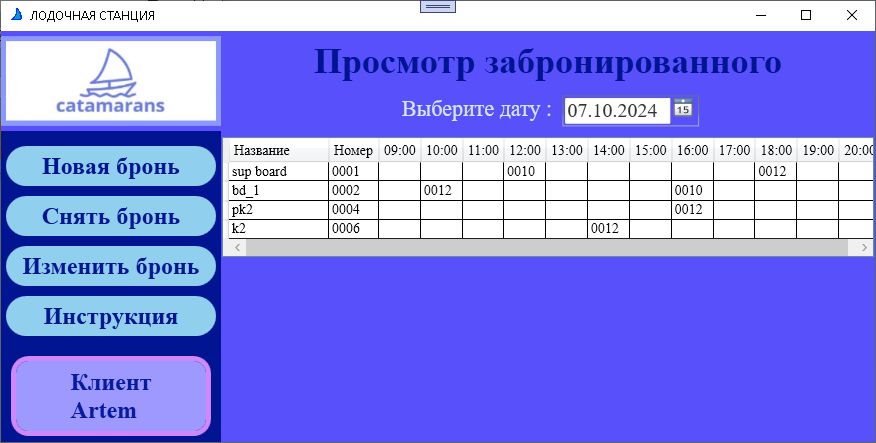 ЛОДОЧНАЯ СТАНЦИЯ
catamarans
Просмотр забронированного
Выберите дату :
07.10.2024
15
Новая бронь
Снять бронь
Изменить бронь
Инструкция
Клиент
Artem
Название Номер 09:00 10:00 11:00 12:00 13:00 14:00 15:00 16:00 17:00 18:00 19:00 20:00
sup board 0001 0010 0012
bd_1 0002 0012 0010
pk2 0004 0012
k2 0006 0012